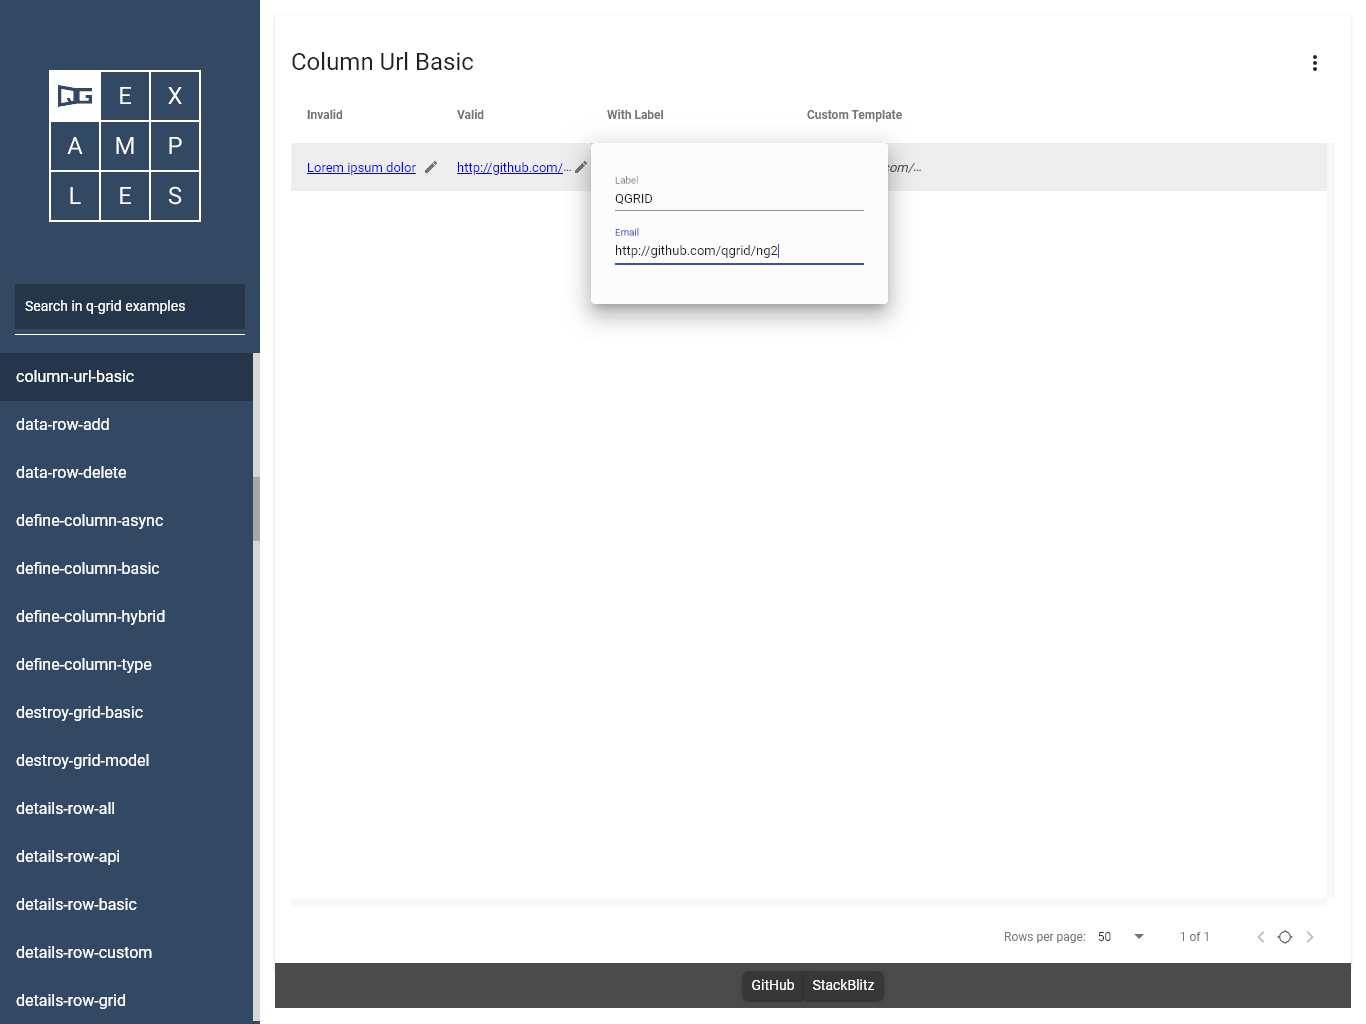 QG E X
A M P
L E S
Search in q-grid examples
column-url-basic
data-row-add
data-row-delete
define-column-async
define-column-basic
define-column-hybrid
define-column-type
destroy-grid-basic
destroy-grid-model
details-row-all
details-row-api
details-row-basic
details-row-custom
details-row-grid
Column Url Basic
Invalid Valid With Label Custom Template
Lorem ipsum dolor http://github.com/... com/...
Label
QGRID
Email
http://github.com/qgrid/ng2
Rows per page: 50 1 of 1
GitHub StackBlitz